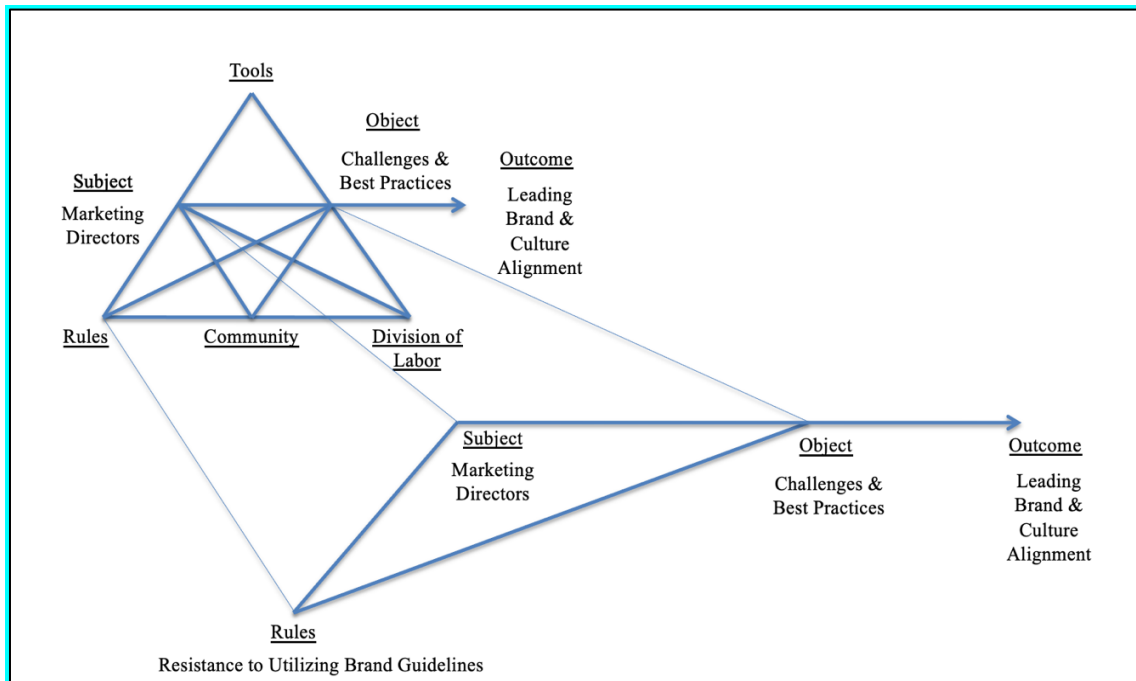 Tools
Object
Challenges &
Best Practices
Outcome
Leading
Brand &
Culture
Alignment
Subject
Marketing
Directors
Rules
Community
Division of
Labor
Subject
Marketing
Directors
Object
Challenges &
Best Practices
Outcome
Leading
Brand &
Culture
Alignment
Rules
Resistance to Utilizing Brand Guidelines